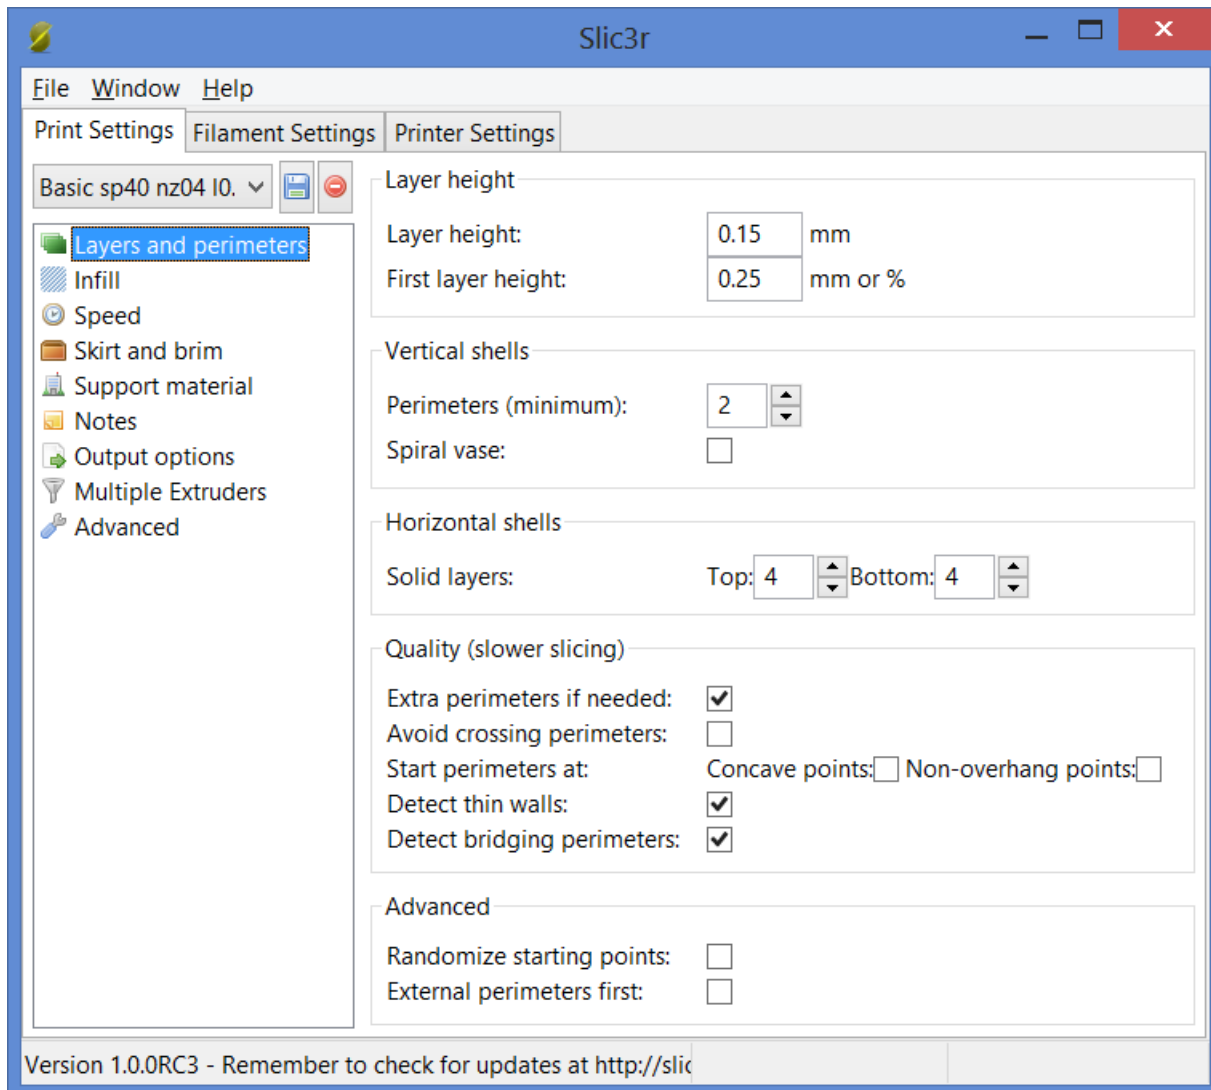 Slic3r
File Window Help
Print Settings Filament Settings Printer Settings
Basic sp40 nz04 l0.
Layers and perimeters
Infill
Speed
Skirt and brim
Support material
Notes
Output options
Multiple Extruders
Advanced
Layer height
Layer height: 0.15 mm
First layer height: 0.25 mm or %
Vertical shells
Perimeters (minimum): 2
Spiral vase:
Horizontal shells
Solid layers: Top: 4 Bottom: 4
Quality (slower slicing)
Extra perimeters if needed:
Avoid crossing perimeters:
Start perimeters at: Concave points: Non-overhang points:
Detect thin walls:
Detect bridging perimeters:
Advanced
Randomize starting points:
External perimeters first:
Version 1.0.0RC3 - Remember to check for updates at http://slic